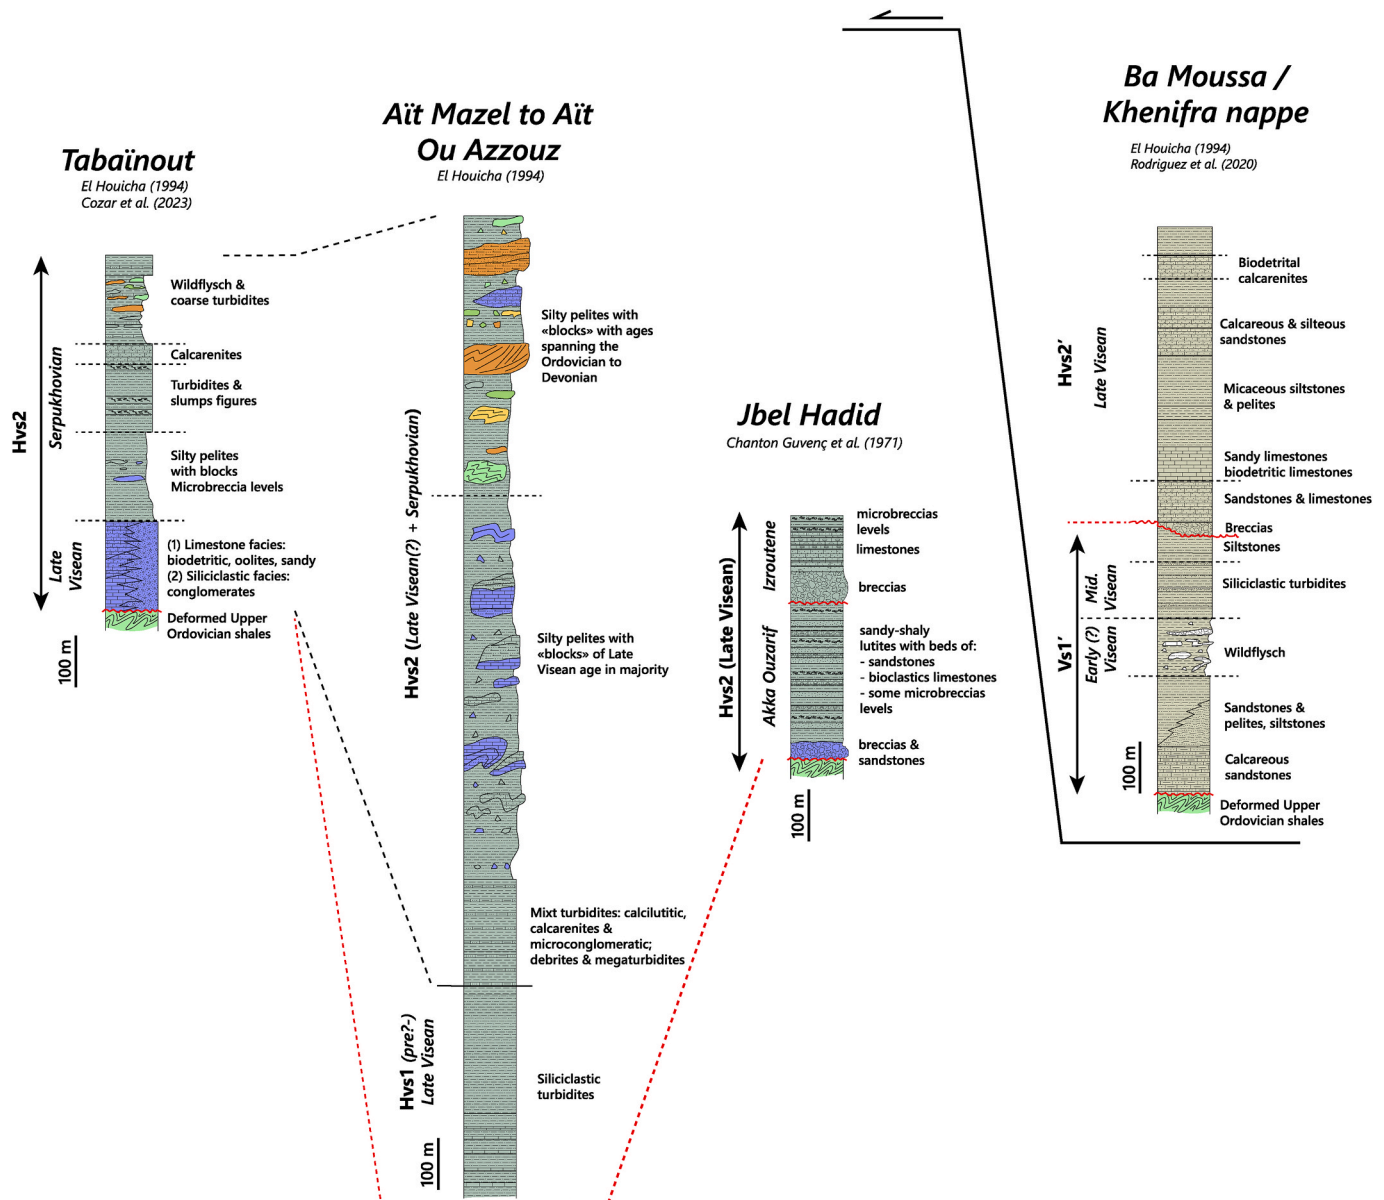 Tabaïnout
El Houicha (1994)
Cozar et al. (2023)
Hvs2
Serpukhovian
Late
Visean
Wildflysch &
coarse turbidites
Calcarenites
Turbidites &
slumps figures
Silty pelites
with blocks
Microbreccia levels
(1) Limestone facies:
biodetritic, oolites, sandy
(2) Siliciclastic facies:
conglomerates
Deformed Upper
Ordovician shales
100 m
Aït Mazel to Aït
Ou Azzouz
El Houicha (1994)
Hvs2 (Late Visean(?) + Serpukhovian)
Silty pelites with
«blocks» with ages
spanning the
Ordovician to
Devonian
Silty pelites with
«blocks» of Late
Visean age in majority
Mixt turbidites: calcilutitic,
calcarenites &
microconglomeratic;
debrites & megaturbidites
Hvs1 (pre?-)
Late Visean
Siliciclastic
turbidites
100 m
Jbel Hadid
Chanton Guvenç et al. (1971)
Hvs2 (Late Visean)
Izroutene
Akka Ouzarif
microbreccias
levels
limestones
breccias
sandy-shaly
lutites with beds of:
- sandstones
- bioclastics limestones
- some microbreccias
levels
breccias &
sandstones
100 m
Ba Moussa /
Khenifra nappe
El Houicha (1994)
Rodriguez et al. (2020)
Hvs2’
Late Visean
Vs1’
Mid.
Visean
Early (?)
Visean
Biodetrital
calcarenites
Calcareous & silteous
sandstones
Micaceous siltstones
& pelites
Sandy limestones
biodetritic limestones
Sandstones & limestones
Breccias
Siltstones
Siliciclastic turbidites
Wildflysch
Sandstones &
pelites, siltstones
Calcareous
sandstones
Deformed Upper
Ordovician shales
100 m